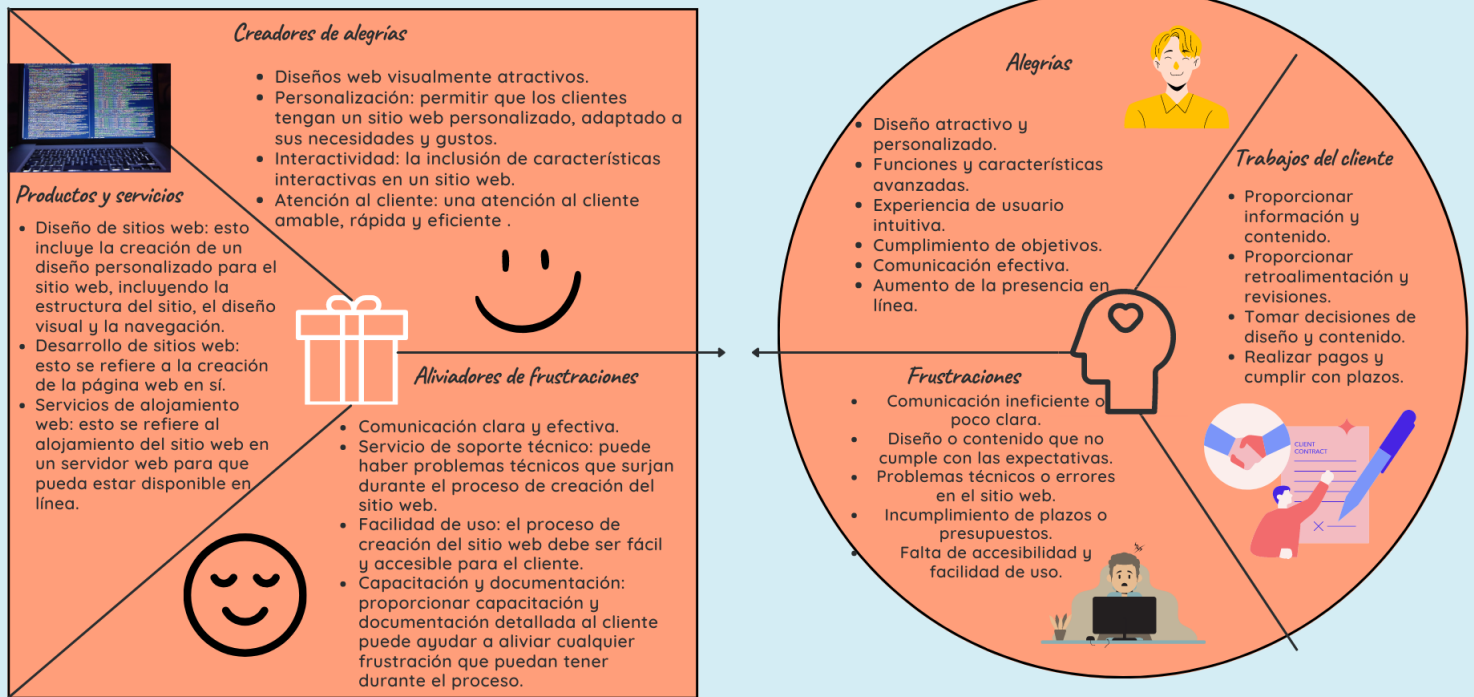 Creadores de alegrías
Diseños web visualmente atractivos.
Personalización: permitir que los clientes
tengan un sitio web personalizado, adaptado a
sus necesidades y gustos.
Interactividad: la inclusión de características
interactivas en un sitio web.
Atención al cliente: una atención al cliente
amable, rápida y eficiente .
Productos y servicios
Diseño de sitios web: esto
incluye la creación de un
diseño personalizado para el
sitio web, incluyendo la
estructura del sitio, el diseño
visual y la navegación.
Desarrollo de sitios web:
esto se refiere a la creación
de la página web en sí.
Servicios de alojamiento
web: esto se refiere al
alojamiento del sitio web en
un servidor web para que
pueda estar disponible en
línea.
Aliviadores de frustraciones
Comunicación clara y efectiva.
Servicio de soporte técnico: puede
haber problemas técnicos que surjan
durante el proceso de creación del
sitio web.
Facilidad de uso: el proceso de
creación del sitio web debe ser fácil
y accesible para el cliente.
Capacitación y documentación:
proporcionar capacitación y
documentación detallada al cliente
puede ayudar a aliviar cualquier
frustración que puedan tener
durante el proceso.
Alegrías
Diseño atractivo y
personalizado.
Funciones y características
avanzadas.
Experiencia de usuario
intuitiva.
Cumplimiento de objetivos.
Comunicación efectiva.
Aumento de la presencia en
línea.
Trabajos del cliente
Proporcionar
información y
contenido.
Proporcionar
retroalimentación y
revisiones.
Tomar decisiones de
diseño y contenido.
Realizar pagos y
cumplir con plazos.
CLIENT
CONTRACT
Frustraciones
Comunicación ineficiente o
poco clara.
Diseño o contenido que no
cumple con las expectativas.
Problemas técnicos o errores
en el sitio web.
Incumplimiento de plazos o
presupuestos.
Falta de accesibilidad y
facilidad de uso.